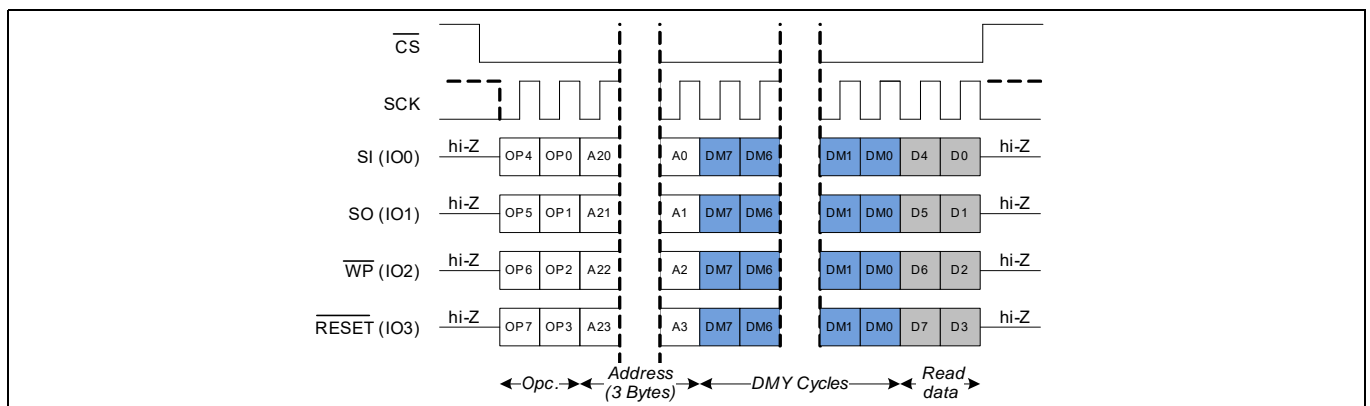 CS
SCK
SI (IO0) hi-Z OP4 OP0 A20 A0 DM7 DM6 DM1 DM0 D4 D0 hi-Z
SO (IO1) hi-Z OP5 OP1 A21 A1 DM7 DM6 DM1 DM0 D5 D1 hi-Z
WP (IO2) hi-Z OP6 OP2 A22 A2 DM7 DM6 DM1 DM0 D6 D2 hi-Z
RESET (IO3) hi-Z OP7 OP3 A23 A3 DM7 DM6 DM1 DM0 D7 D3 hi-Z
Opc. Address (3 Bytes) DMY Cycles Read data